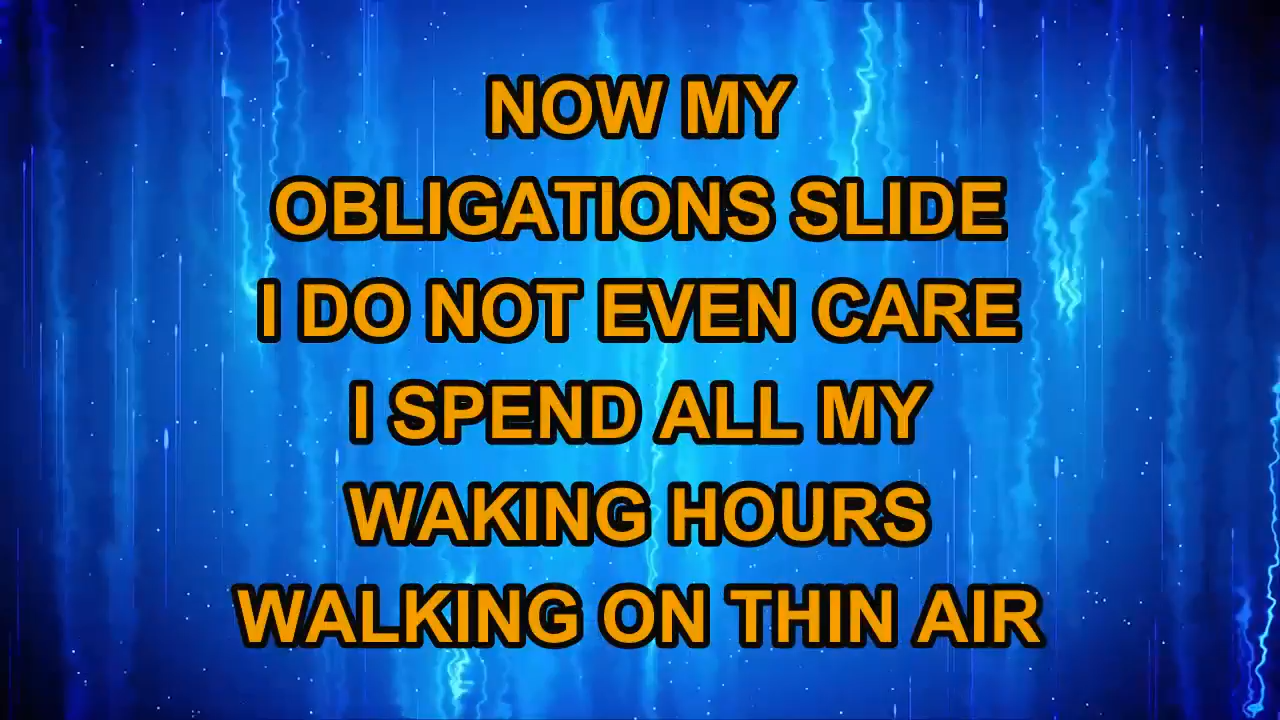 NOW MY
OBLIGATIONS SLIDE
I DO NOT EVEN CARE
I SPEND ALL MY
WAKING HOURS
WALKING ON THIN AIR